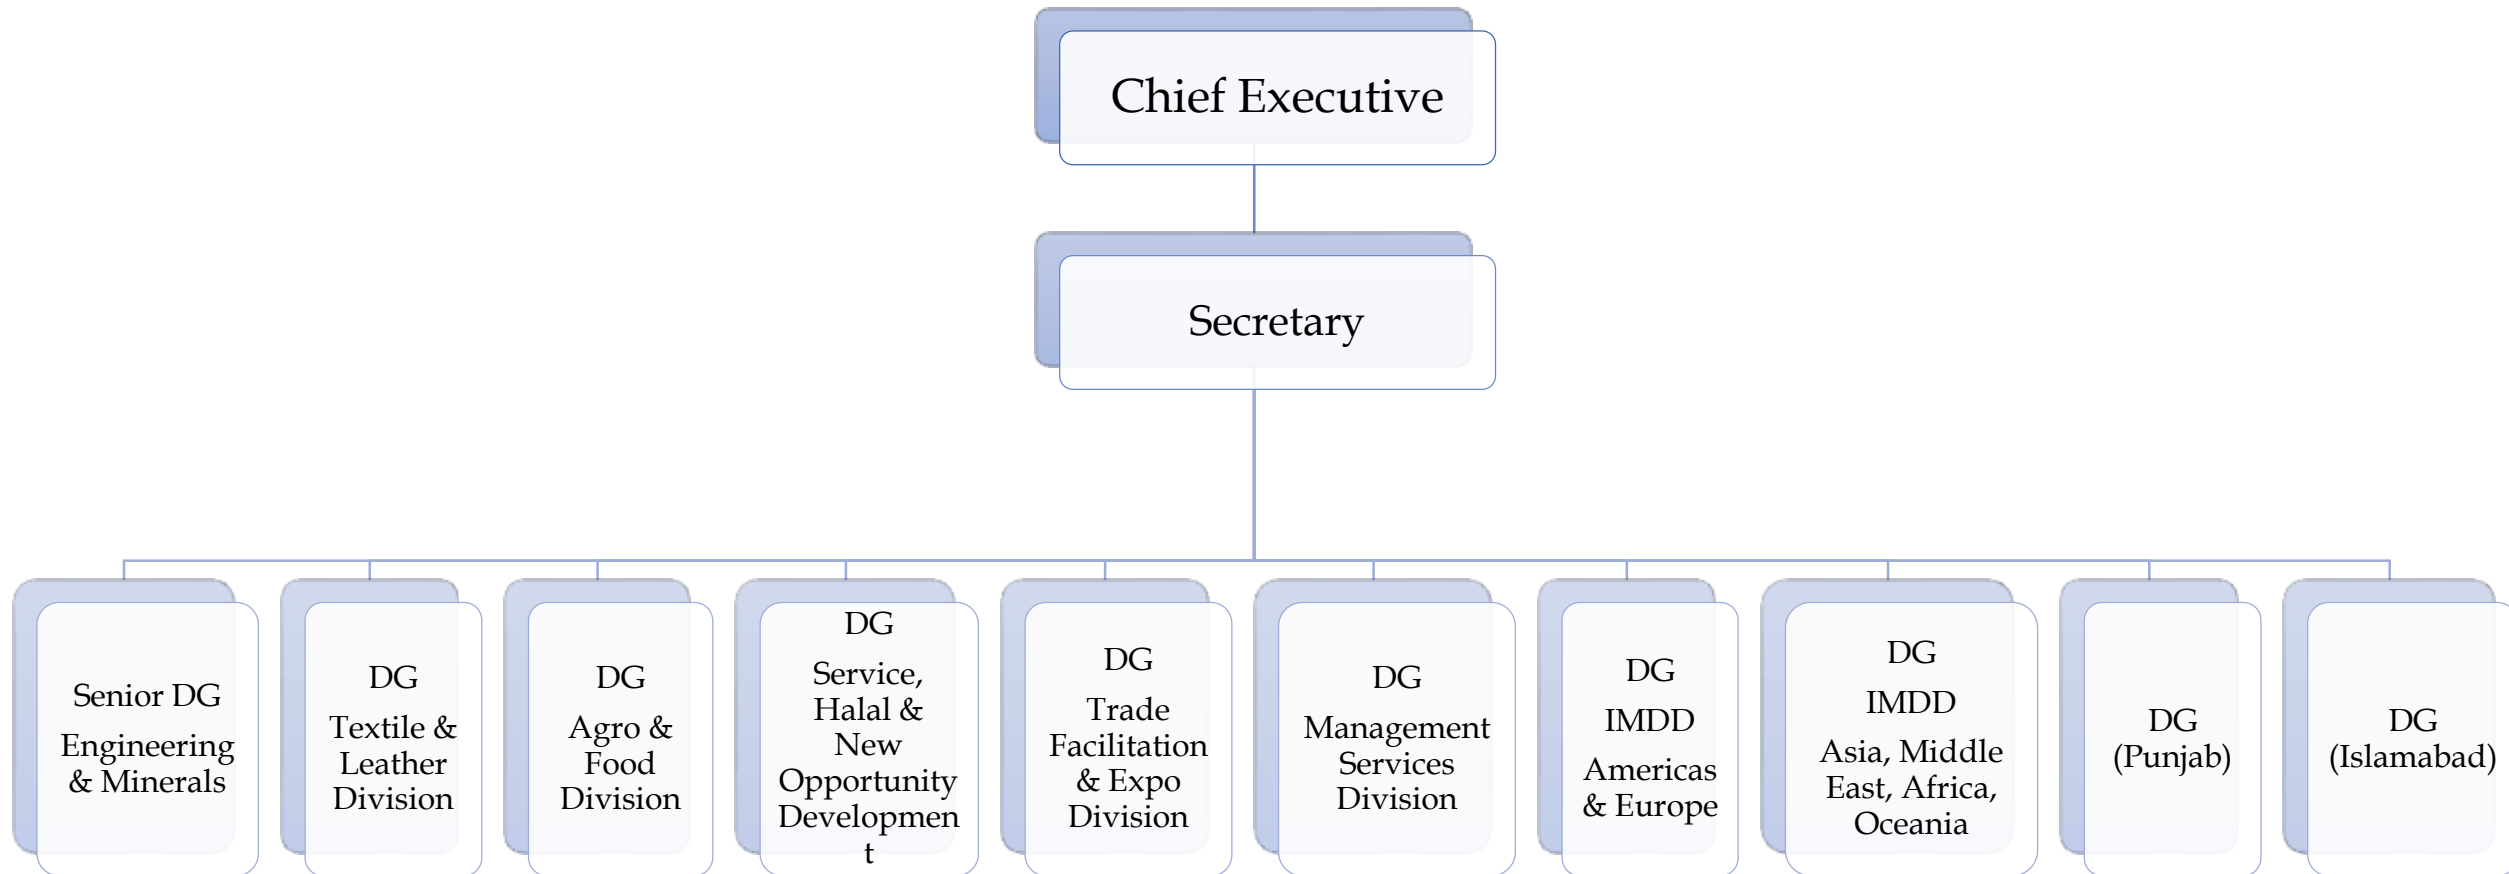 Chief Executive
Secretary
Senior DG
Engineering
& Minerals
DG
Textile &
Leather
Division
DG
Agro &
Food
Division
DG
Service,
Halal &
New
Opportunity
Developmen
t
DG
Trade
Facilitation
& Expo
Division
DG
Management
Services
Division
DG
IMDD
Americas
& Europe
DG
IMDD
Asia, Middle
East, Africa,
Oceania
DG
(Punjab)
DG
(Islamabad)